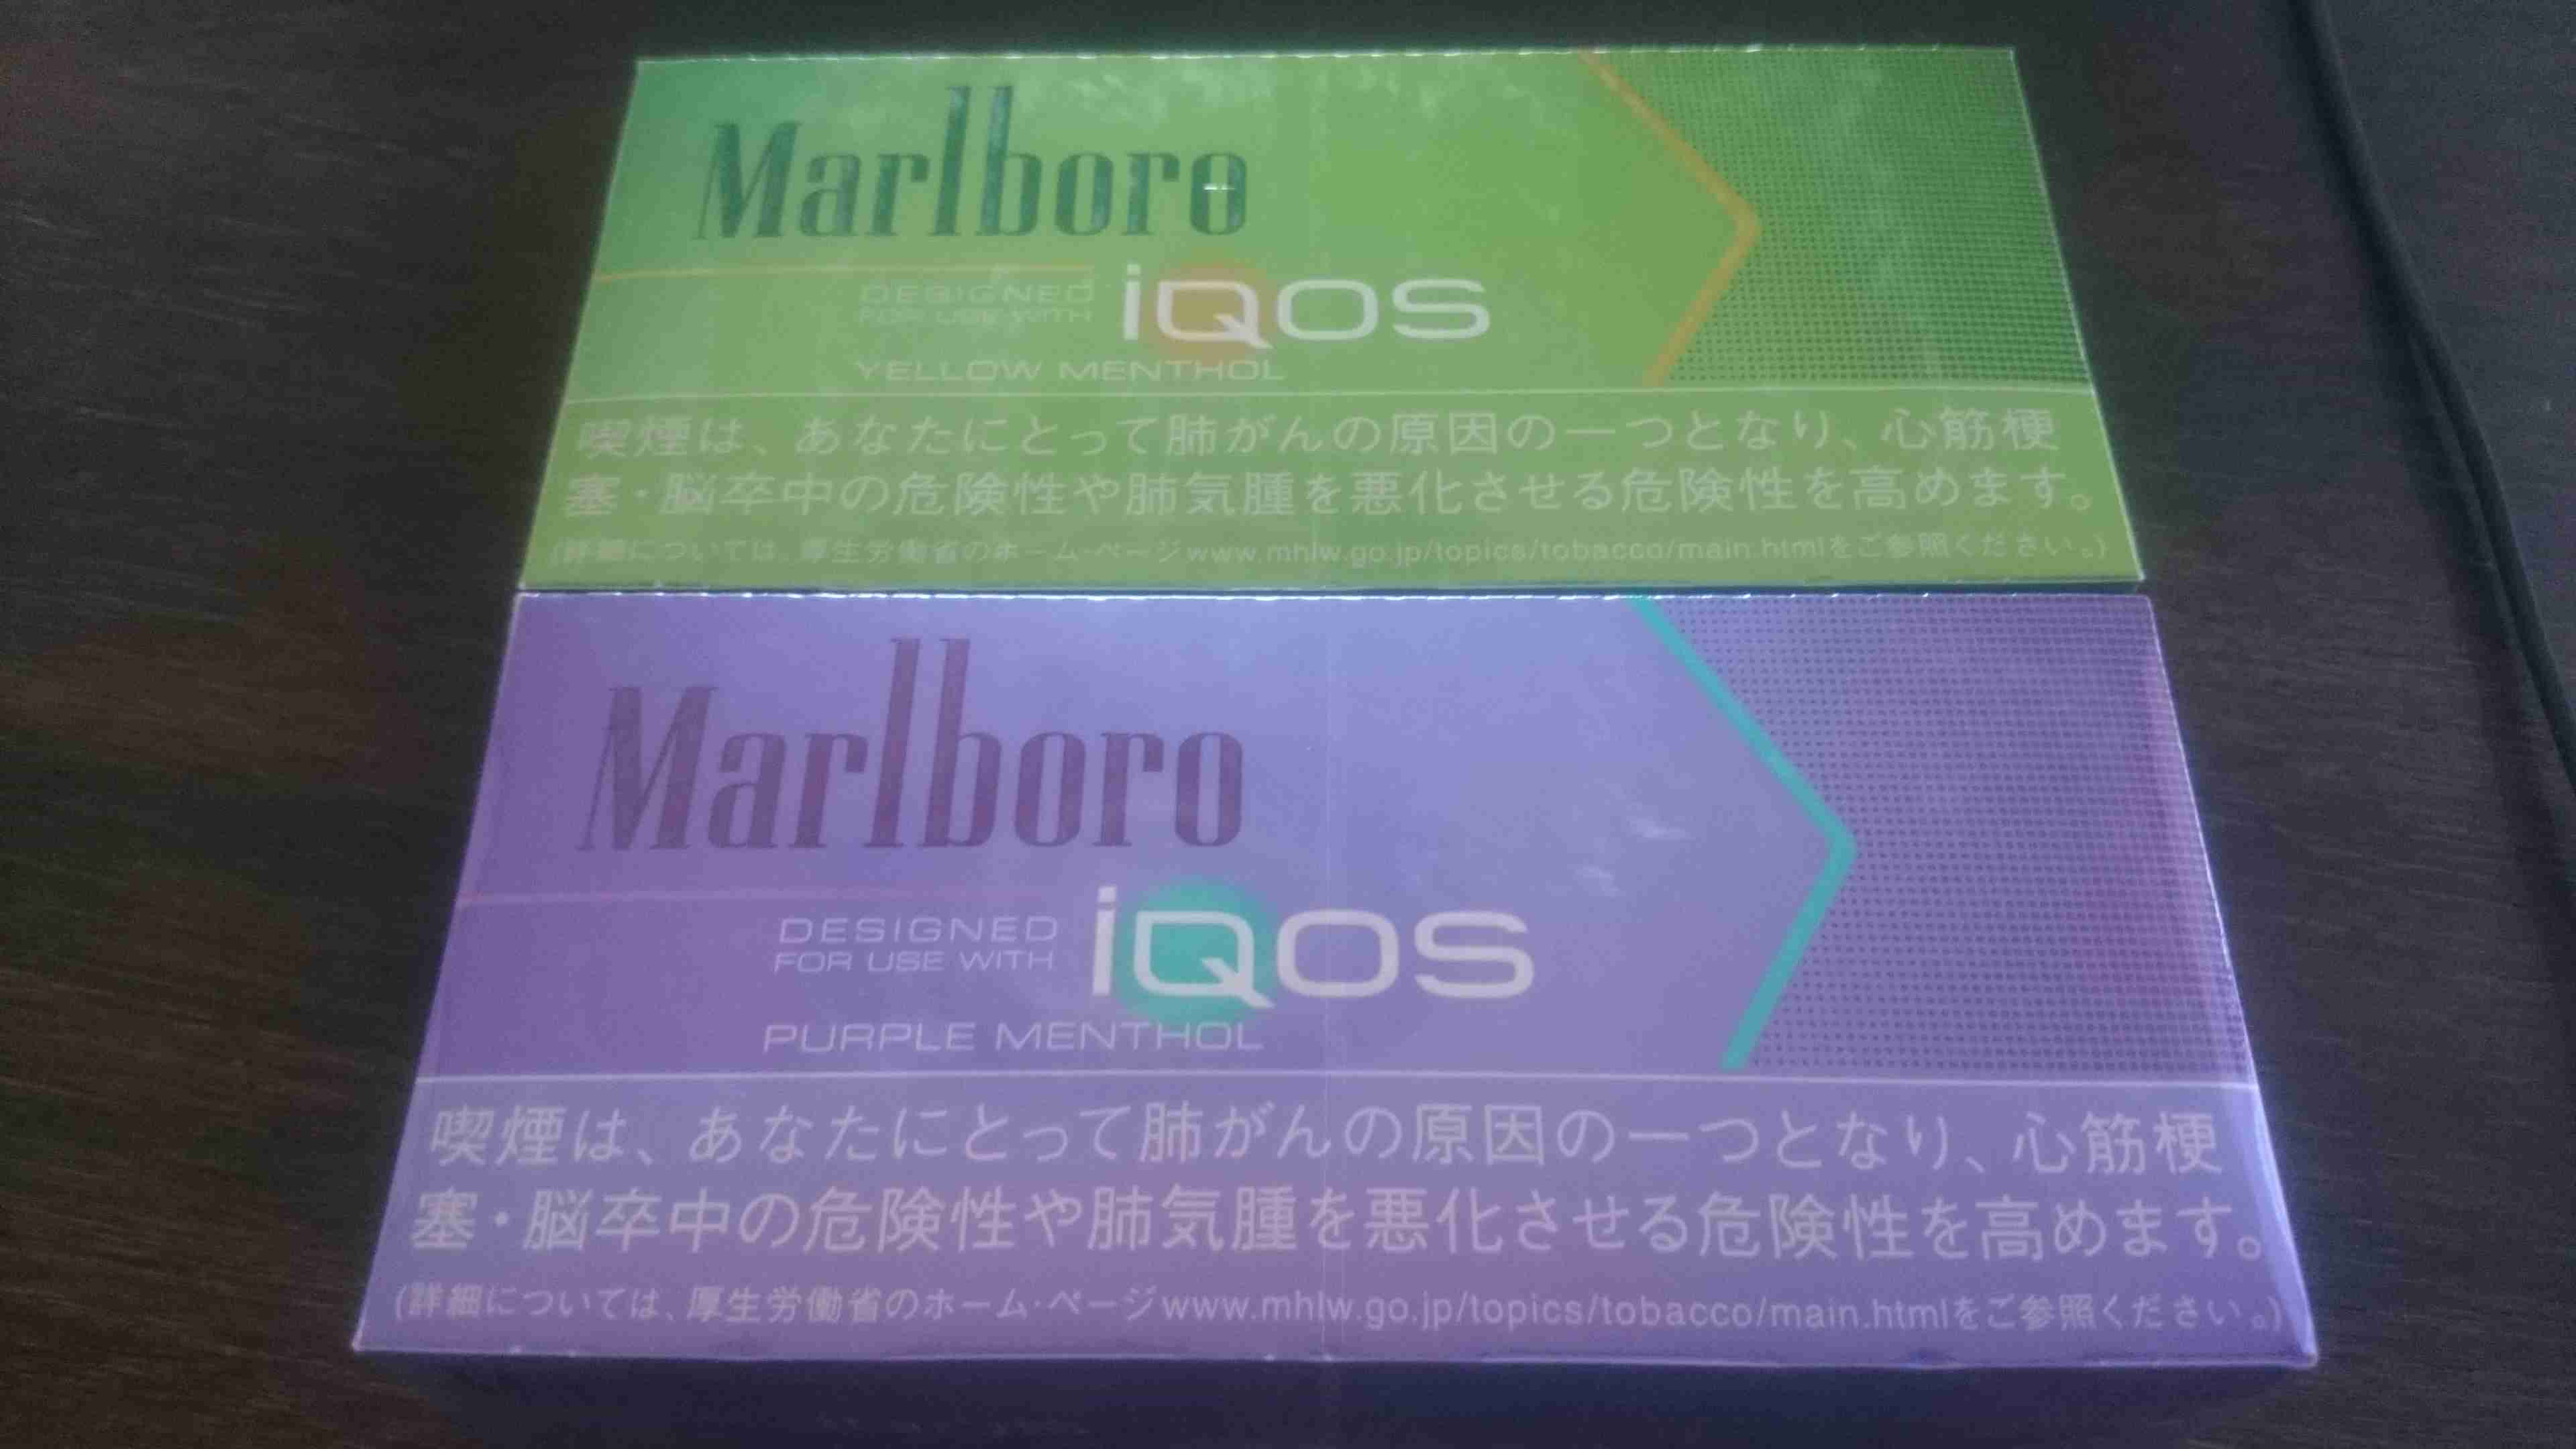 Marlboro
DESIGNED
FOR USE WITH
iQOS
YELLOW MENTHOL
喫煙は、あなたにとって肺がんの原因の一つとなり、心筋梗
塞・脳卒中の危険性や肺気腫を悪化させる危険性を高めます。
(詳細については、厚生労働省のホーム・ページwww.mhlw.go.jp/topics/tobacco/main.htmlをご参照ください。)
Marlboro
DESIGNED
FOR USE WITH
iQOS
PURPLE MENTHOL
喫煙は、あなたにとって肺がんの原因の一つとなり、心筋梗
塞・脳卒中の危険性や肺気腫を悪化させる危険性を高めます。
(詳細については、厚生労働省のホーム・ページwww.mhlw.go.jp/topics/tobacco/main.htmlをご参照ください。)